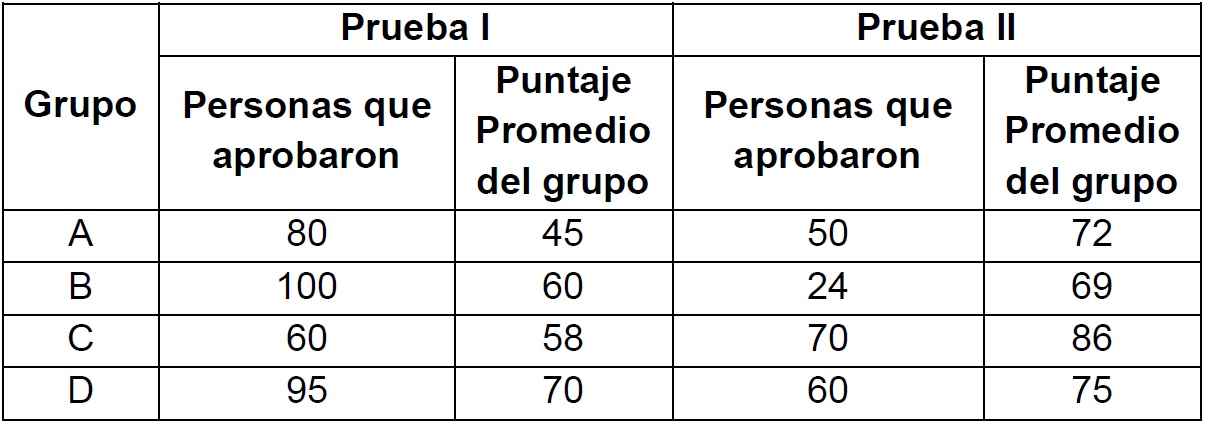 Grupo Prueba I Prueba II
Personas que aprobaron Puntaje Promedio del grupo Personas que aprobaron Puntaje Promedio del grupo
A 80 45 50 72
B 100 60 24 69
C 60 58 70 86
D 95 70 60 75